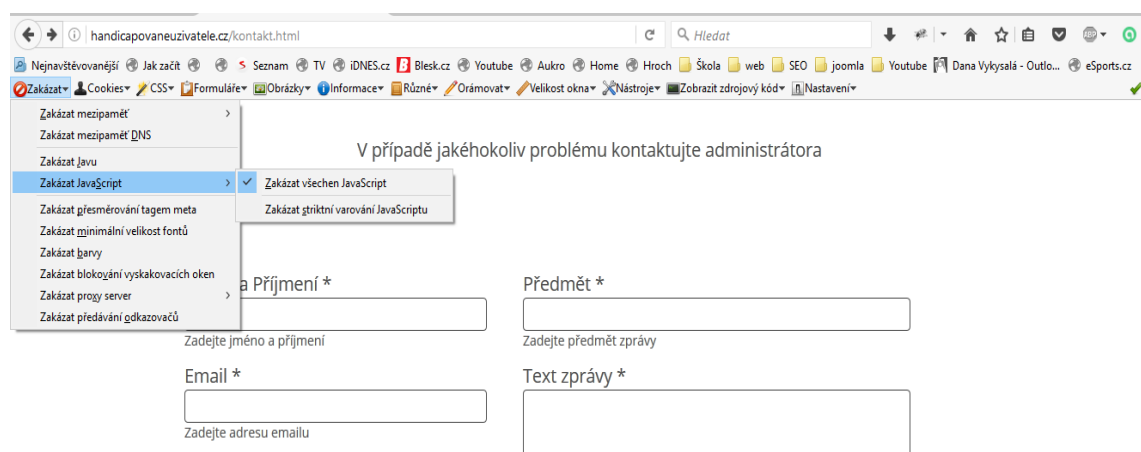 handicapovaneuzivatele.cz/kontakt.html Hledat ABP
Nejnavštěvovanější Jak začít Seznam TV iDNES.cz Blesk.cz Youtube Aukro Home Hroch Škola web SEO joomla Youtube Dana Vykysalá - Outlo... eSports.cz
Zakázat Cookies CSS Formuláře Obrázky Informace Různé Orámovat Velikost okna Nástroje Zobrazit zdrojový kód Nastavení
Zakázat mezipaměť
Zakázat mezipaměť DNS
Zakázat Javu
Zakázat JavaScript
Zakázat přesměrování tagem meta
Zakázat minimální velikost fontů
Zakázat barvy
Zakázat blokování vyskakovacích oken
Zakázat proxy server
Zakázat předávání odkazovačů
Zakázat všechen JavaScript
Zakázat striktní varování JavaScriptu
V případě jakéhokoliv problému kontaktujte administrátora
a Příjmení *
Zadejte jméno a příjmení
Předmět *
Zadejte předmět zprávy
Email *
Zadejte adresu emailu
Text zprávy *